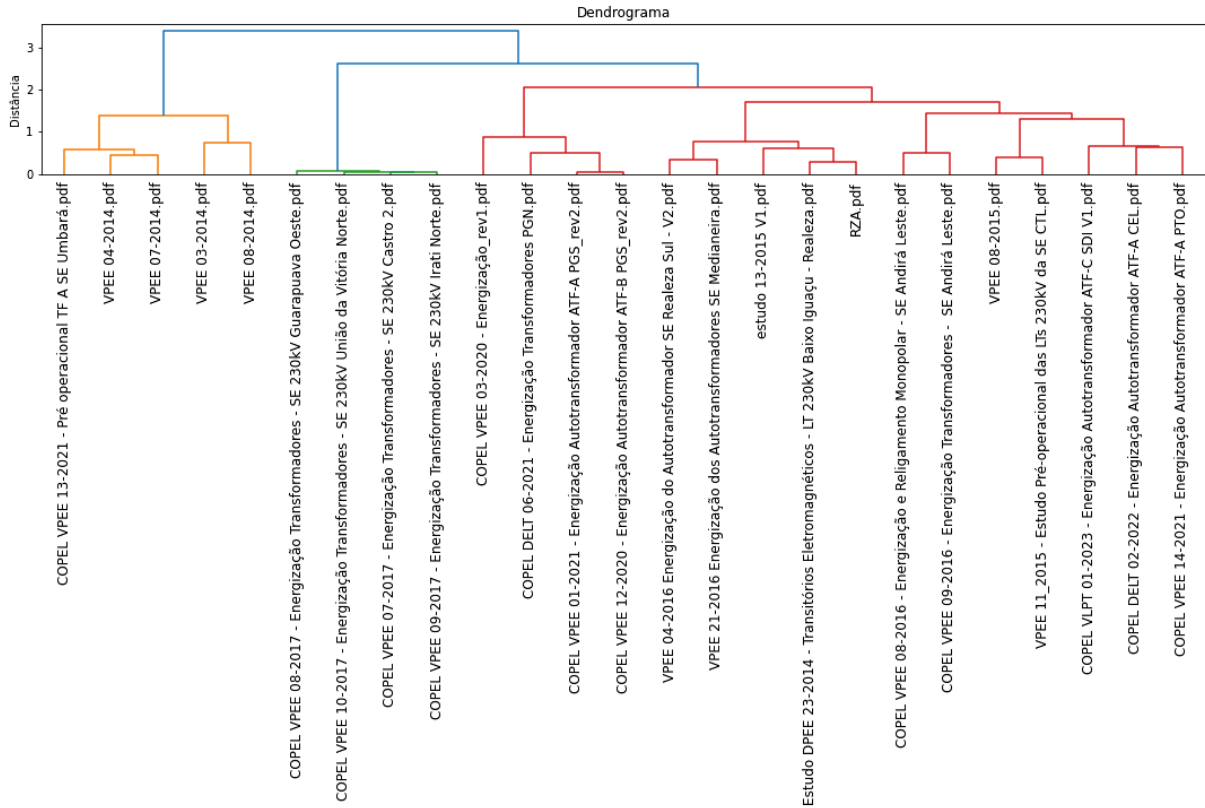 Dendrograma
Distância
3
2
1
0
COPEL VPEE 13-2021 - Pré operacional TF A SE Umbará.pdf
VPEE 04-2014.pdf
VPEE 07-2014.pdf
VPEE 03-2014.pdf
VPEE 08-2014.pdf
COPEL VPEE 08-2017 - Energização Transformadores - SE 230kV Guarapuava Oeste.pdf
COPEL VPEE 10-2017 - Energização Transformadores - SE 230kV União da Vitória Norte.pdf
COPEL VPEE 07-2017 - Energização Transformadores - SE 230kV Castro 2.pdf
COPEL VPEE 09-2017 - Energização Transformadores - SE 230kV Irati Norte.pdf
COPEL VPEE 03-2020 - Energização_rev1.pdf
COPEL DELT 06-2021 - Energização Transformadores PGN.pdf
COPEL VPEE 01-2021 - Energização Autotransformador ATF-A PGS_rev2.pdf
COPEL VPEE 12-2020 - Energização Autotransformador ATF-B PGS_rev2.pdf
VPEE 04-2016 Energização do Autotransformador SE Realeza Sul - V2.pdf
VPEE 21-2016 Energização dos Autotransformadores SE Medianeira.pdf
estudo 13-2015 V1.pdf
Estudo DPEE 23-2014 - Transitórios Eletromagnéticos - LT 230kV Baixo Iguaçu - Realeza.pdf
RZA.pdf
COPEL VPEE 08-2016 - Energização e Religamento Monopolar - SE Andirá Leste.pdf
COPEL VPEE 09-2016 - Energização Transformadores - SE Andirá Leste.pdf
VPEE 08-2015.pdf
VPEE 11_2015 - Estudo Pré-operacional das LTs 230kV da SE CTL.pdf
COPEL VLPT 01-2023 - Energização Autotransformador ATF-C SDI V1.pdf
COPEL DELT 02-2022 - Energização Autotransformador ATF-A CEL.pdf
COPEL VPEE 14-2021 - Energização Autotransformador ATF-A PTO.pdf